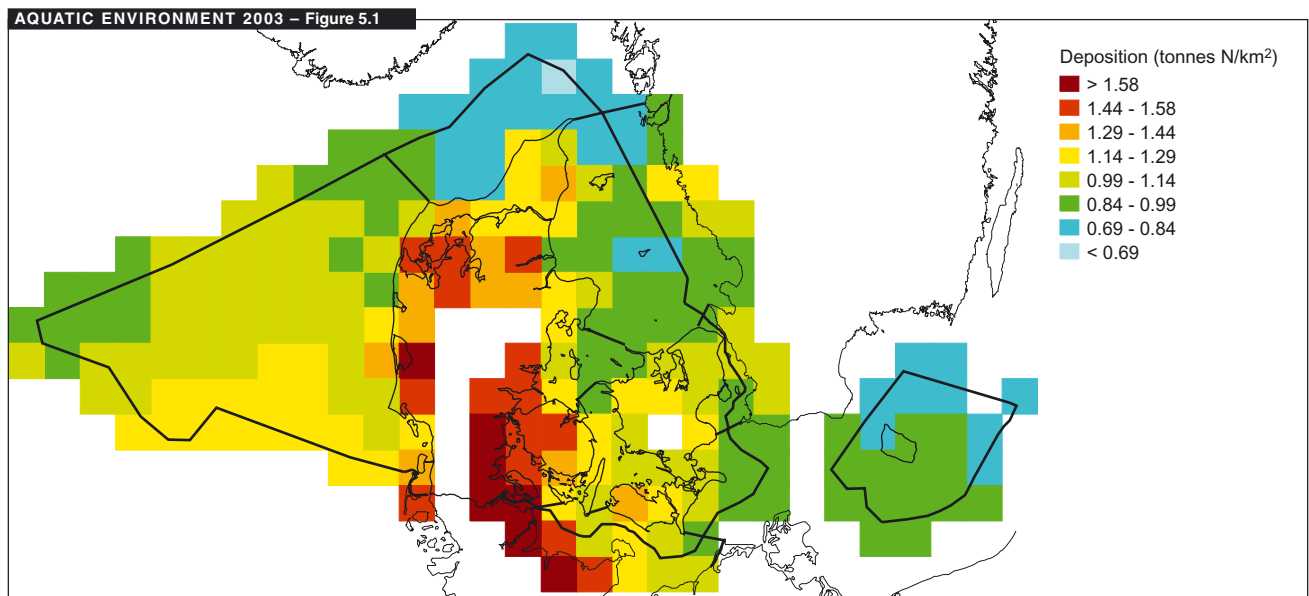 AQUATIC ENVIRONMENT 2003 – Figure 5.1
Deposition (tonnes N/km²)
> 1.58
1.44 - 1.58
1.29 - 1.44
1.14 - 1.29
0.99 - 1.14
0.84 - 0.99
0.69 - 0.84
< 0.69